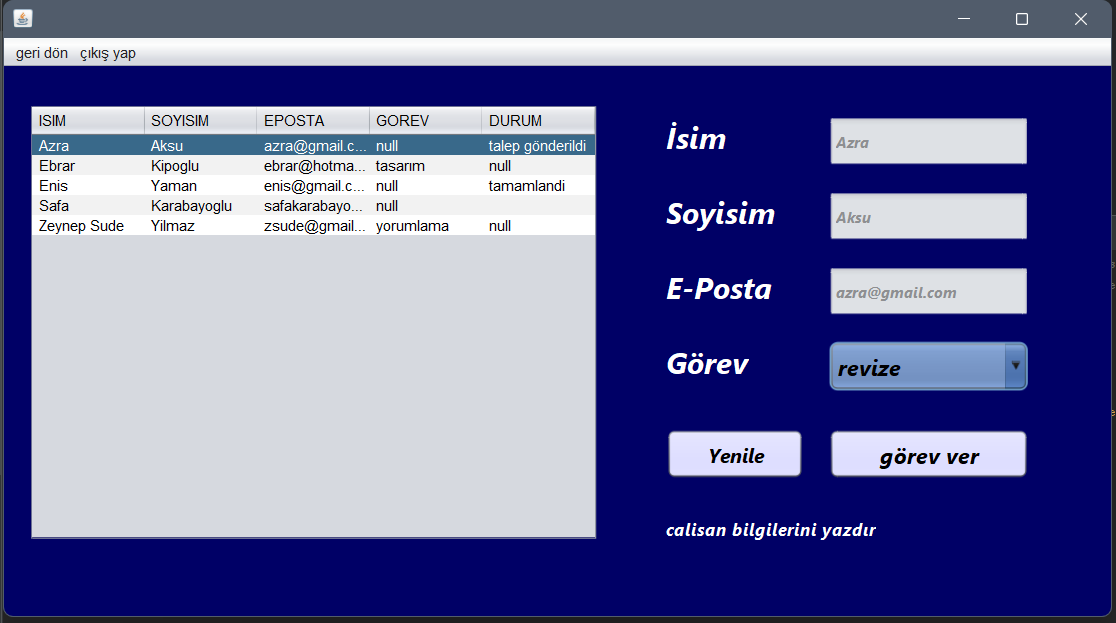 geri dön çıkış yap
ISIM SOYISIM EPOSTA GOREV DURUM
Azra Aksu azra@gmail.c... null talep gönderildi
Ebrar Kipoglu ebrar@hotma... tasarım null
Enis Yaman enis@gmail.c... null tamamlandi
Safa Karabayoglu safakarabayo... null
Zeynep Sude Yilmaz zsude@gmail... yorumlama null
İsim Azra
Soyisim Aksu
E-Posta azra@gmail.com
Görev revize
Yenile görev ver
calisan bilgilerini yazdır